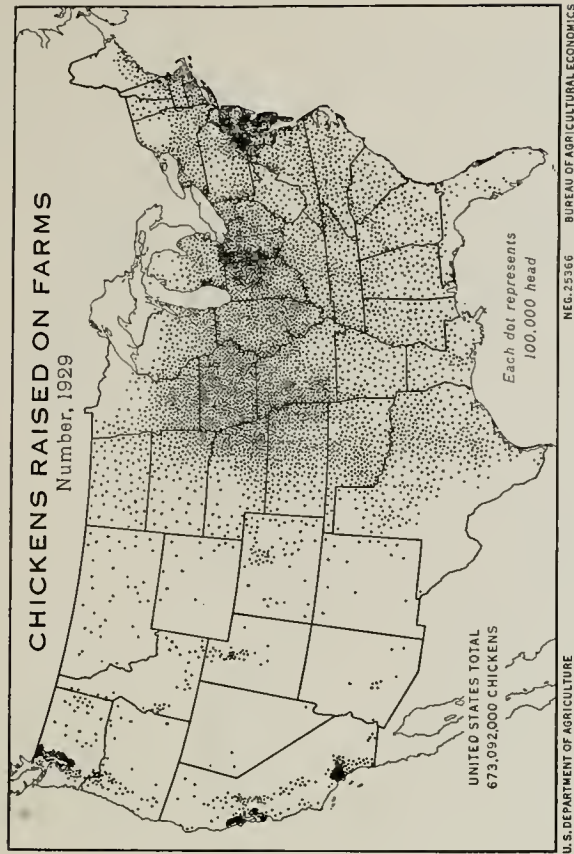 CHICKENS RAISED ON FARMS
Number, 1929
Each dot represents
100,000 head
UNITED STATES TOTAL
673,092,000 CHICKENS
U.S. DEPARTMENT OF AGRICULTURE NEG. 25366 BUREAU OF AGRICULTURAL ECONOMICS